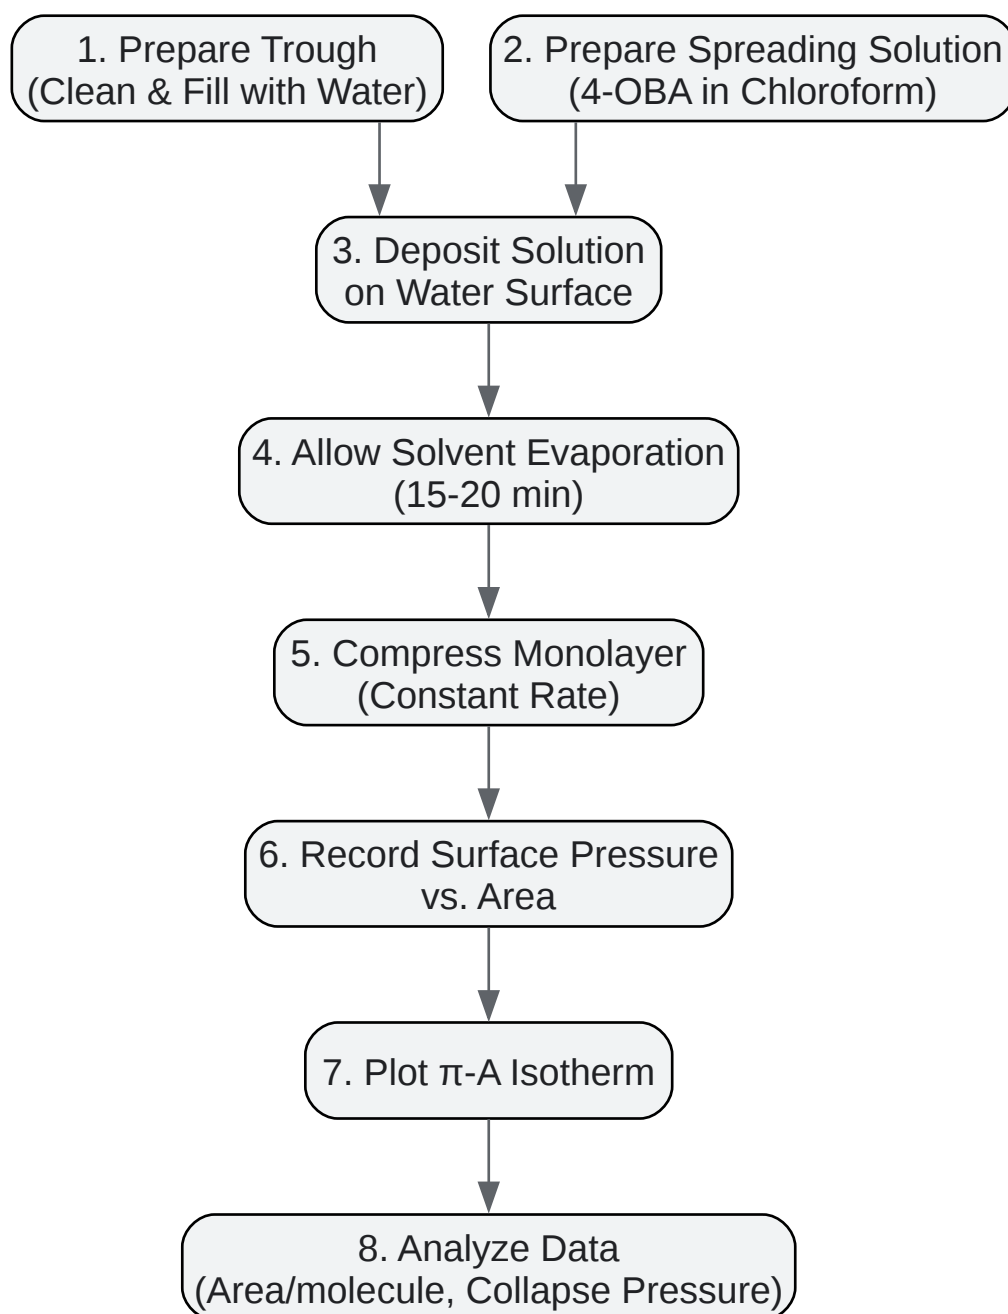 1. Prepare Trough
(Clean & Fill with Water)
2. Prepare Spreading Solution
(4-OBA in Chloroform)
3. Deposit Solution
on Water Surface
4. Allow Solvent Evaporation
(15-20 min)
5. Compress Monolayer
(Constant Rate)
6. Record Surface Pressure
vs. Area
7. Plot π-A Isotherm
8. Analyze Data
(Area/molecule, Collapse Pressure)